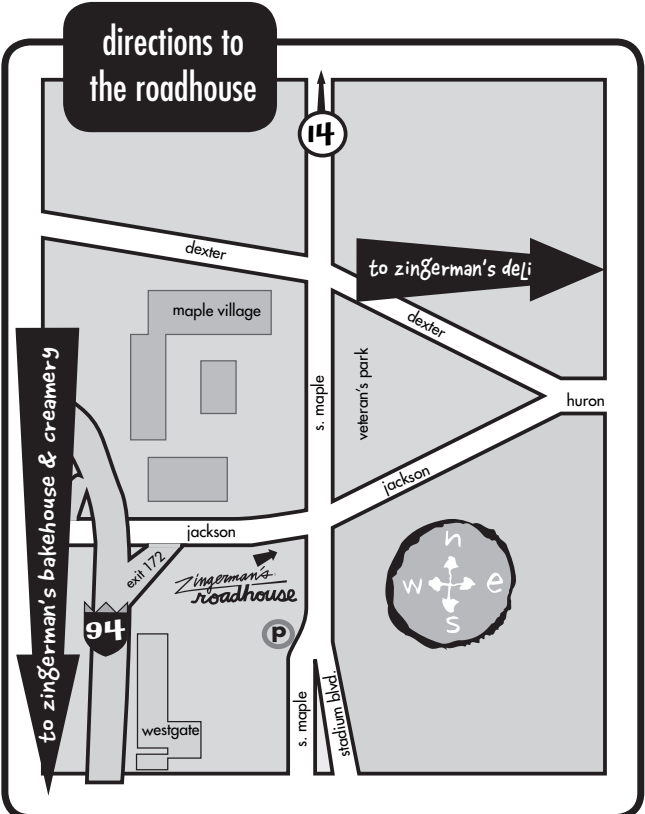 directions to
the roadhouse
14
dexter
to zingerman's deli
maple village
dexter
s. maple
veteran's park
huron
to zingerman's bakehouse & creamery
jackson
jackson
exit 172
Zingerman's
roadhouse
n
w e
s
94
P
westgate
s. maple
stadium blvd.